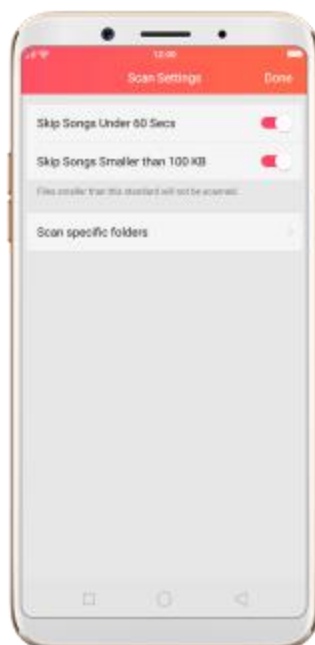 12:00
Scan Settings
Done
Skip Songs Under 60 Secs
Skip Songs Smaller than 100 KB
Files smaller than this standard will not be scanned.
Scan specific folders